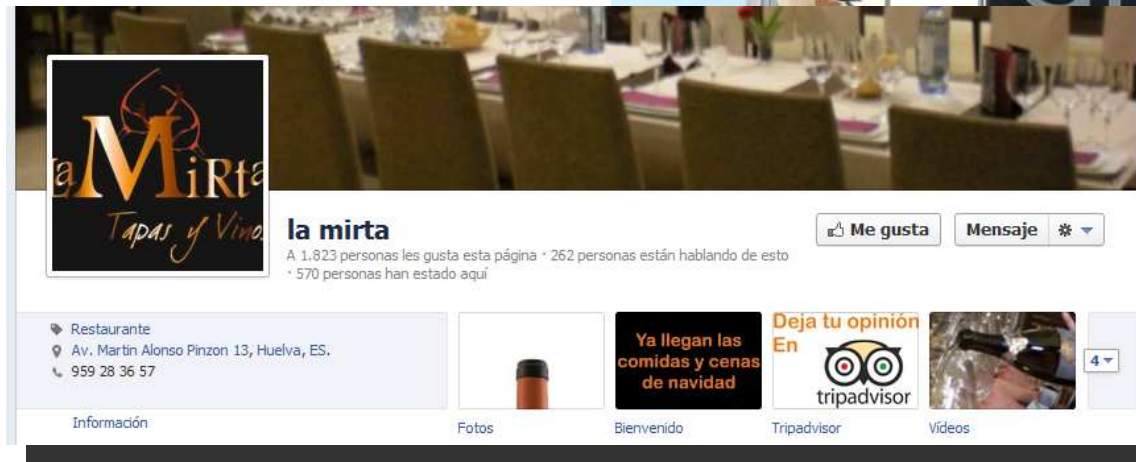 la MiRta
Tapas y Vino
la mirta
A 1.823 personas les gusta esta página · 262 personas están hablando de esto
· 570 personas han estado aquí
Me gusta
Mensaje
Restaurante
Av. Martin Alonso Pinzon 13, Huelva, ES.
959 28 36 57
Información
Fotos
Ya llegan las
comidas y cenas
de navidad
Bienvenido
Deja tu opinión
En
tripadvisor
Tripadvisor
Vídeos
4